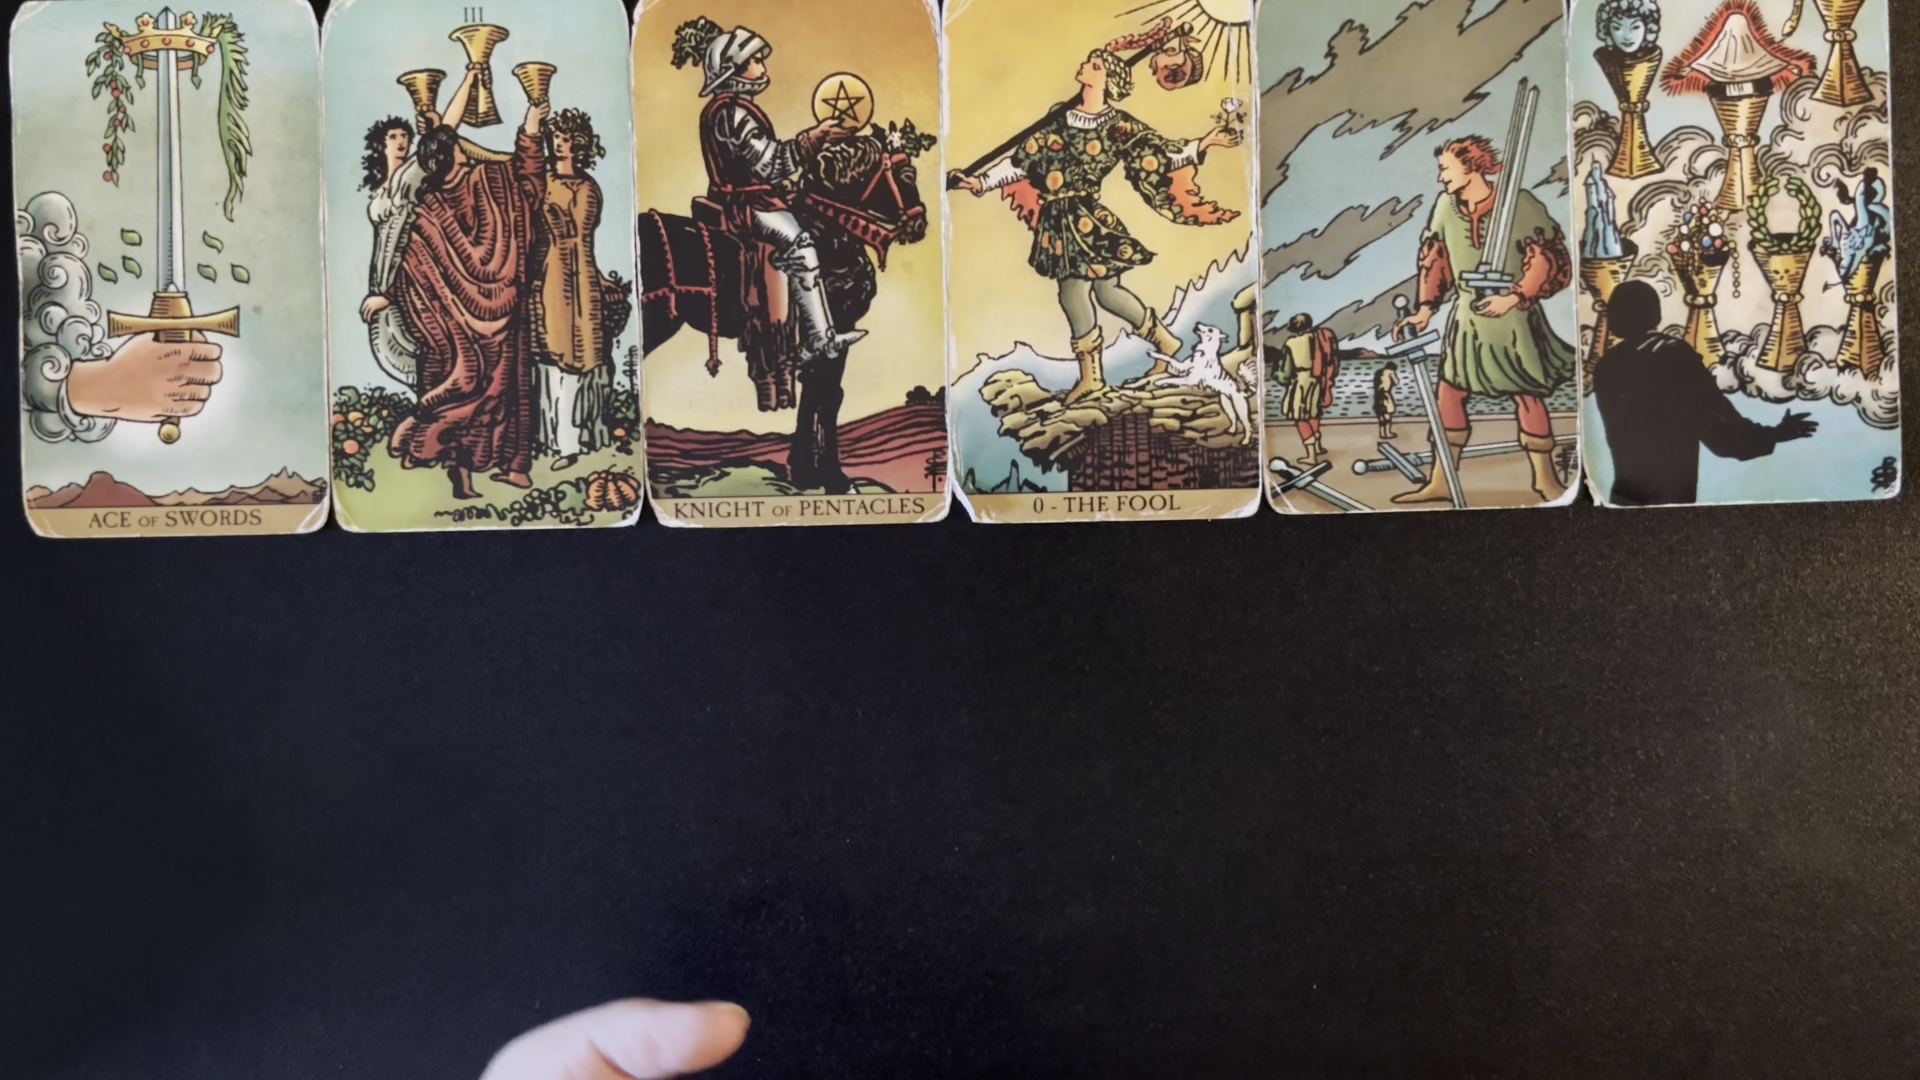 III
ACE OF SWORDS
KNIGHT OF PENTACLES
0 - THE FOOL